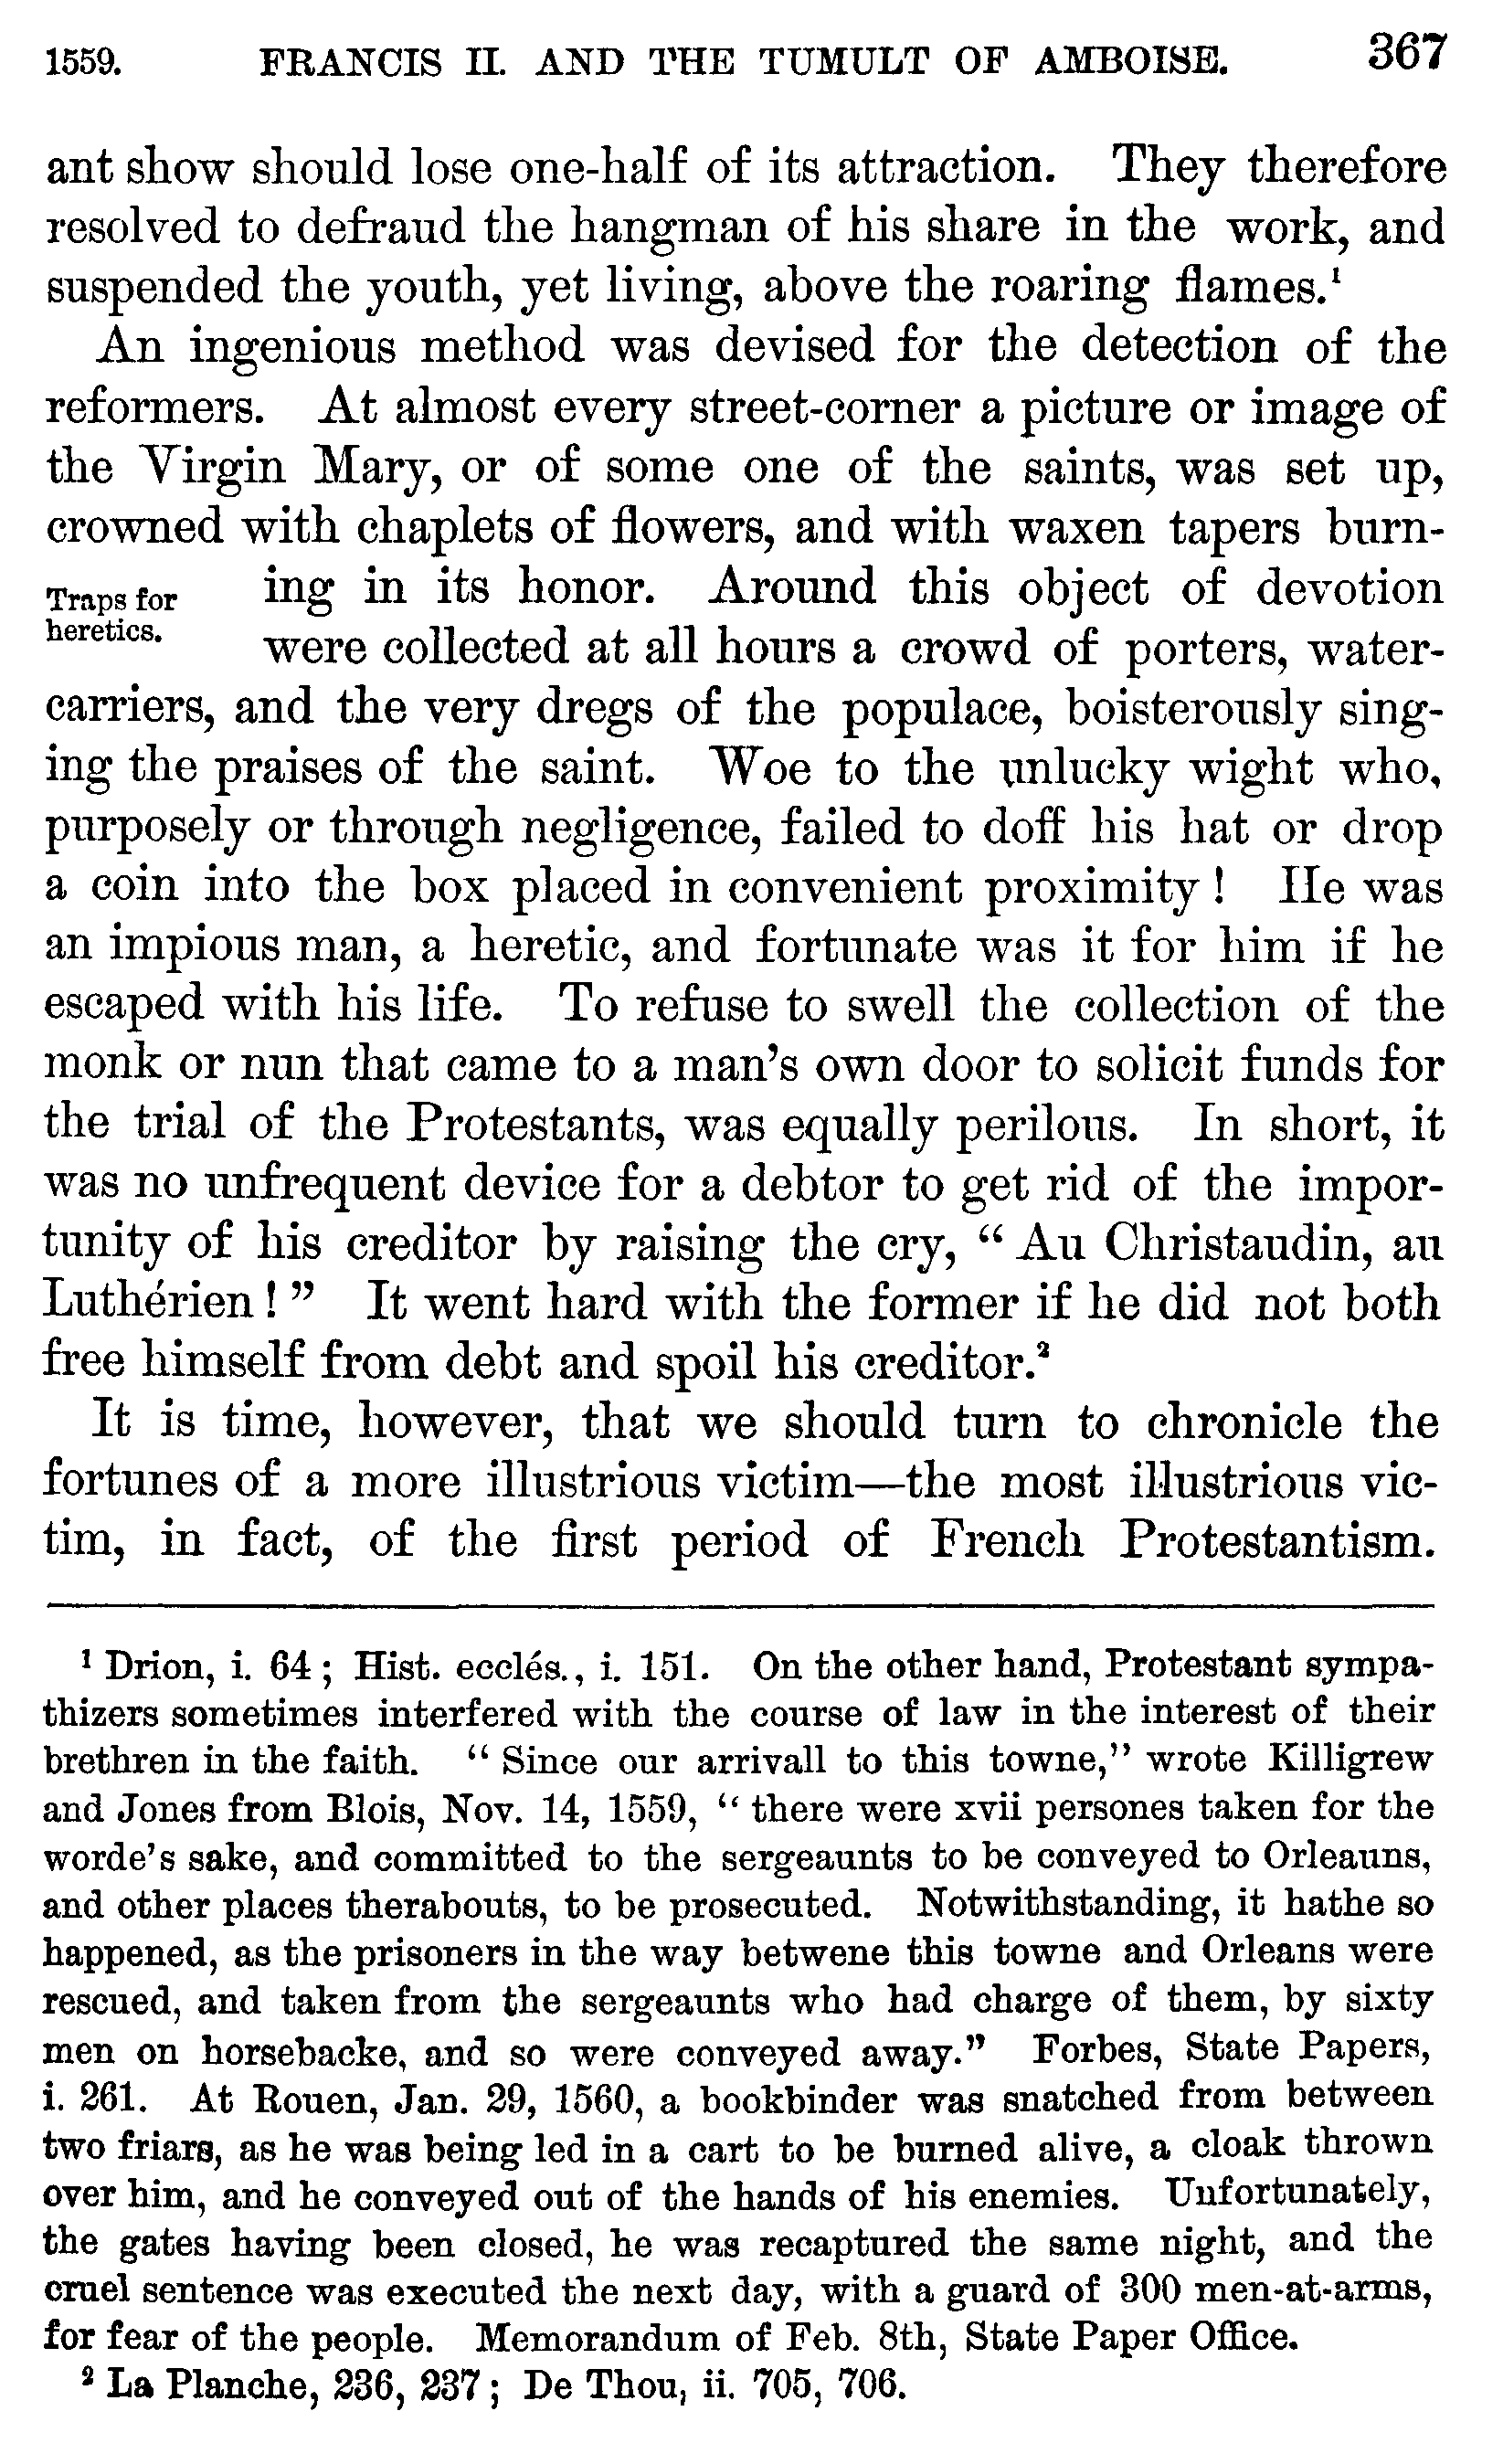 1559. FRANCIS II. AND THE TUMULT OF AMBOISE. 367
ant show should lose one-half of its attraction. They therefore
resolved to defraud the hangman of his share in the work, and
suspended the youth, yet living, above the roaring flames.¹
An ingenious method was devised for the detection of the
reformers. At almost every street-corner a picture or image of
the Virgin Mary, or of some one of the saints, was set up,
crowned with chaplets of flowers, and with waxen tapers burn-
Traps for
heretics.
ing in its honor. Around this object of devotion
were collected at all hours a crowd of porters, water-
carriers, and the very dregs of the populace, boisterously sing-
ing the praises of the saint. Woe to the unlucky wight who,
purposely or through negligence, failed to doff his hat or drop
a coin into the box placed in convenient proximity! He was
an impious man, a heretic, and fortunate was it for him if he
escaped with his life. To refuse to swell the collection of the
monk or nun that came to a man's own door to solicit funds for
the trial of the Protestants, was equally perilous. In short, it
was no unfrequent device for a debtor to get rid of the impor-
tunity of his creditor by raising the cry, "Au Christaudin, au
Luthérien!" It went hard with the former if he did not both
free himself from debt and spoil his creditor.²
It is time, however, that we should turn to chronicle the
fortunes of a more illustrious victim—the most illustrious vic-
tim, in fact, of the first period of French Protestantism.
¹ Drion, i. 64; Hist. ecclés., i. 151. On the other hand, Protestant sympa-
thizers sometimes interfered with the course of law in the interest of their
brethren in the faith. "Since our arrivall to this towne," wrote Killigrew
and Jones from Blois, Nov. 14, 1559, "there were xvii persones taken for the
worde's sake, and committed to the sergeaunts to be conveyed to Orleauns,
and other places therabouts, to be prosecuted. Notwithstanding, it hathe so
happened, as the prisoners in the way betwene this towne and Orleans were
rescued, and taken from the sergeaunts who had charge of them, by sixty
men on horsebacke, and so were conveyed away." Forbes, State Papers,
i. 261. At Rouen, Jan. 29, 1560, a bookbinder was snatched from between
two friars, as he was being led in a cart to be burned alive, a cloak thrown
over him, and he conveyed out of the hands of his enemies. Unfortunately,
the gates having been closed, he was recaptured the same night, and the
cruel sentence was executed the next day, with a guard of 300 men-at-arms,
for fear of the people. Memorandum of Feb. 8th, State Paper Office.
² La Planche, 236, 237; De Thou, ii. 705, 706.